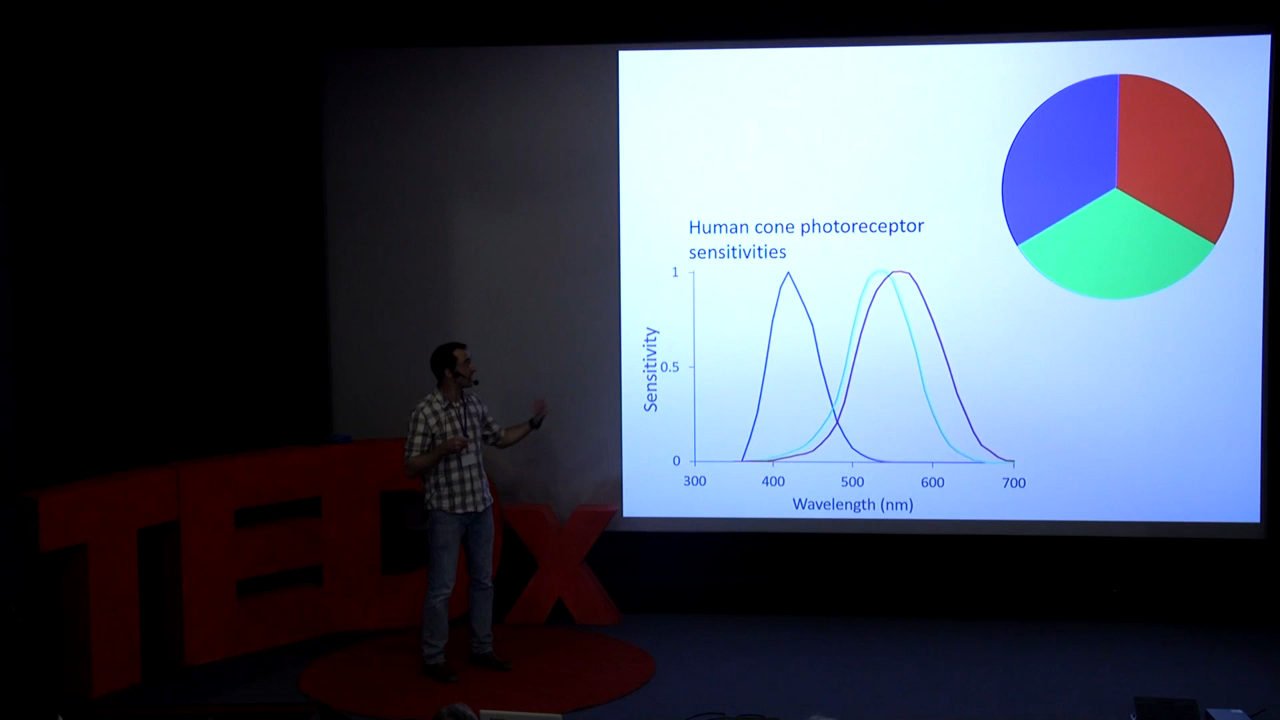 TEDx
Human cone photoreceptor
sensitivities
1
0.5
0
Sensitivity
300 400 500 600 700
Wavelength (nm)